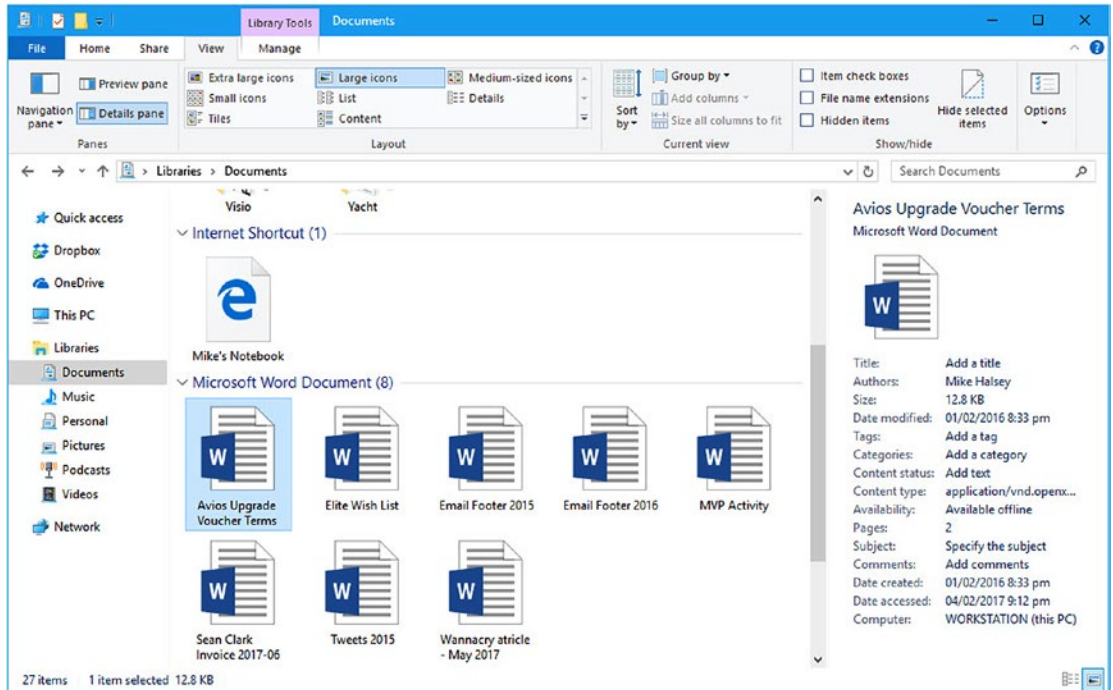 Library Tools Documents
File Home Share View Manage
Preview pane
Navigation pane
Details pane
Panes
Extra large icons Large icons Medium-sized icons
Small icons List Details
Tiles Content
Layout
Sort by
Group by
Add columns
Size all columns to fit
Current view
Item check boxes
File name extensions
Hidden items
Hide selected items
Show/hide
Options
Libraries > Documents
Search Documents
Quick access
Dropbox
OneDrive
This PC
Libraries
Documents
Music
Personal
Pictures
Podcasts
Videos
Network
Visio Yacht
Internet Shortcut (1)
Mike's Notebook
Microsoft Word Document (8)
W W W W W
Avios Upgrade Voucher Terms
Elite Wish List
Email Footer 2015
Email Footer 2016
MVP Activity
W W W
Sean Clark Invoice 2017-06
Tweets 2015
Wannacry atricle - May 2017
Avios Upgrade Voucher Terms
Microsoft Word Document
W
Title: Add a title
Authors: Mike Halsey
Size: 12.8 KB
Date modified: 01/02/2016 8:33 pm
Tags: Add a tag
Categories: Add a category
Content status: Add text
Content type: application/vnd.openx...
Availability: Available offline
Pages: 2
Subject: Specify the subject
Comments: Add comments
Date created: 01/02/2016 8:33 pm
Date accessed: 04/02/2017 9:12 pm
Computer: WORKSTATION (this PC)
27 items 1 item selected 12.8 KB